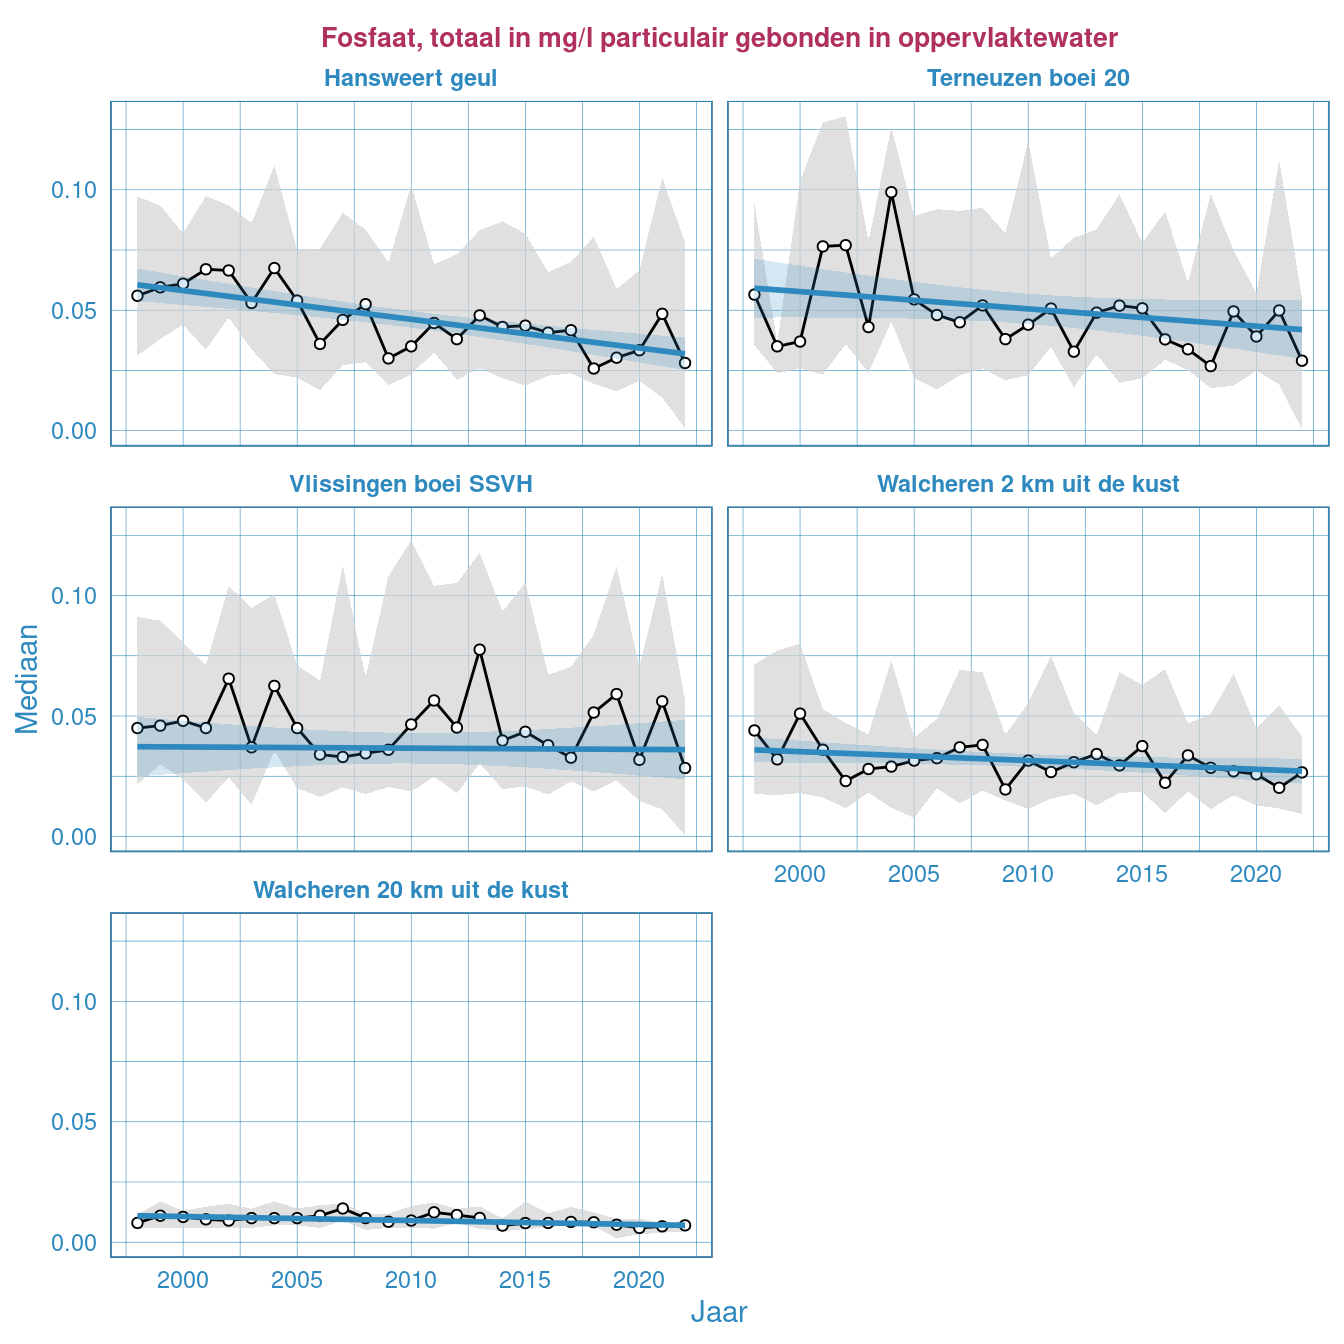 Fosfaat, totaal in mg/l particulair gebonden in oppervlaktewater
Hansweert geul
Terneuzen boei 20
0.10
0.05
0.00
Vlissingen boei SSVH
Walcheren 2 km uit de kust
Mediaan
0.10
0.05
0.00
2000 2005 2010 2015 2020
Walcheren 20 km uit de kust
0.10
0.05
0.00
2000 2005 2010 2015 2020
Jaar